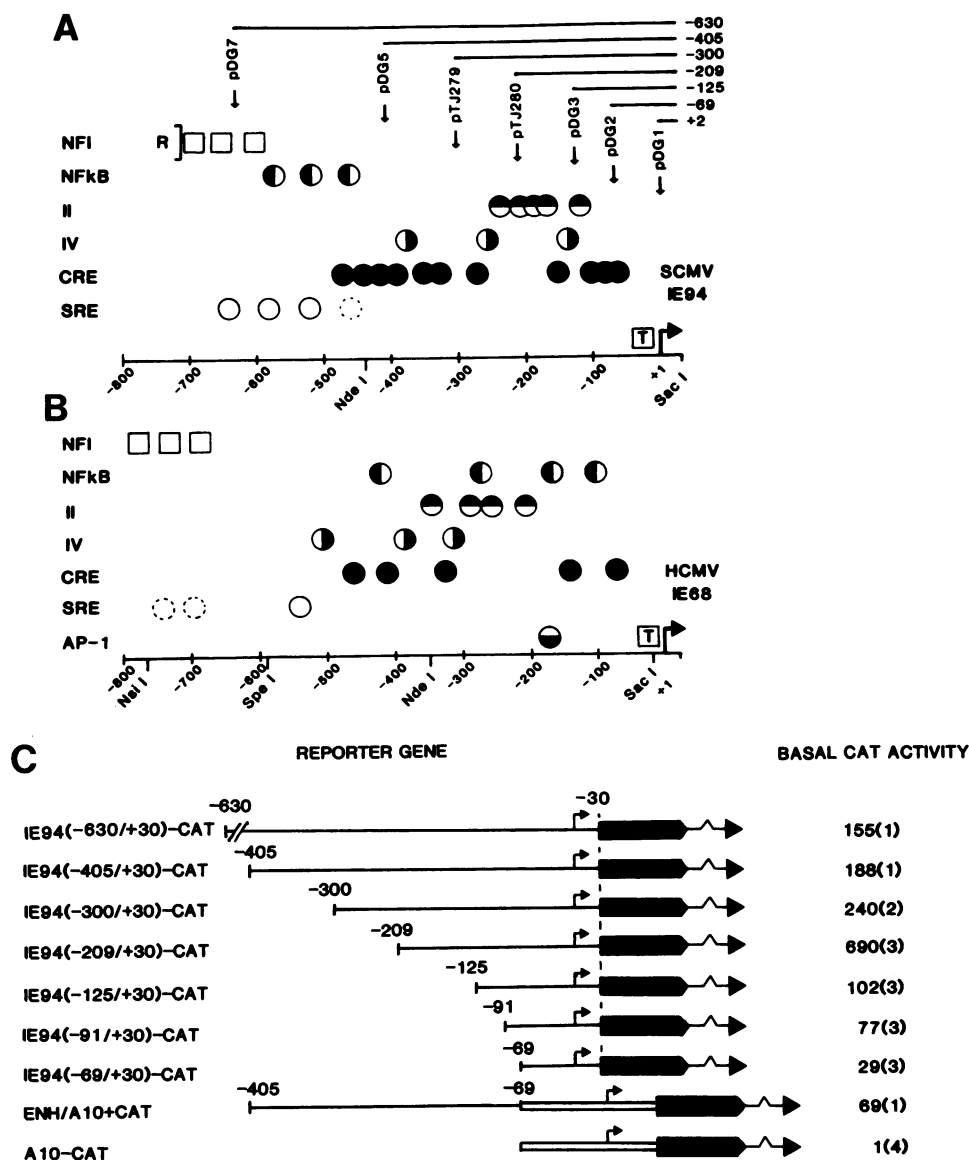 A
-630
-405
-300
-209
-125
-69
+2
pDG7
pDG5
pTJ279
pTJ280
pDG3
pDG2
pDG1
NFI
R
NFkB
II
IV
CRE
SCMV
IE94
SRE
T
-800
-700
-600
-500
Nde I
-400
-300
-200
-100
+1
Sac I
B
NFI
NFkB
II
IV
CRE
HCMV
IE68
SRE
AP-1
T
-800
Nsi I
-700
-600
Spe I
-500
-400
Nde I
-300
-200
-100
Sac I
+1
C
REPORTER GENE
BASAL CAT ACTIVITY
-630
-30
IE94(-630/+30)-CAT
155(1)
-405
IE94(-405/+30)-CAT
188(1)
-300
IE94(-300/+30)-CAT
240(2)
-209
IE94(-209/+30)-CAT
690(3)
-125
IE94(-125/+30)-CAT
102(3)
-91
IE94(-91/+30)-CAT
77(3)
-69
IE94(-69/+30)-CAT
29(3)
-405
-69
ENH/A10+CAT
69(1)
A10-CAT
1(4)